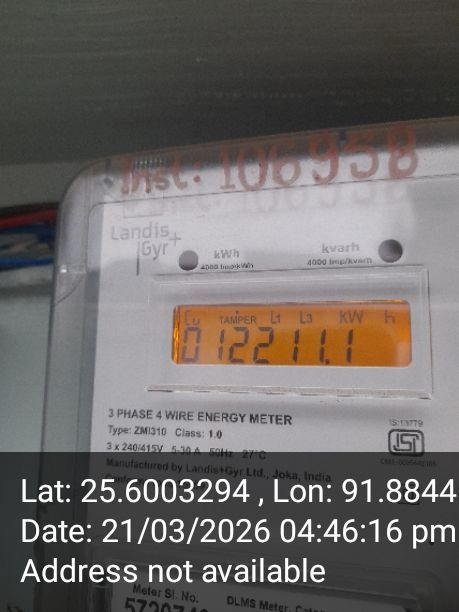 Inst: 106958
Landis+
Gyr
kWh
4000 Imp/kWh
kvarh
4000 Imp/kvarh
Cu TAMPER L1 L3 KW h
012211.1
3 PHASE 4 WIRE ENERGY METER
Type: ZMI310 Class: 1.0
3 x 240/415V 5-30 A 50Hz 27°C
Manufactured by Landis+Gyr Ltd., Joka, India
IS:13779
ISI
Lat: 25.6003294 , Lon: 91.8844
Date: 21/03/2026 04:46:16 pm
Address not available
Meter Sl. No.
DLMS Meter